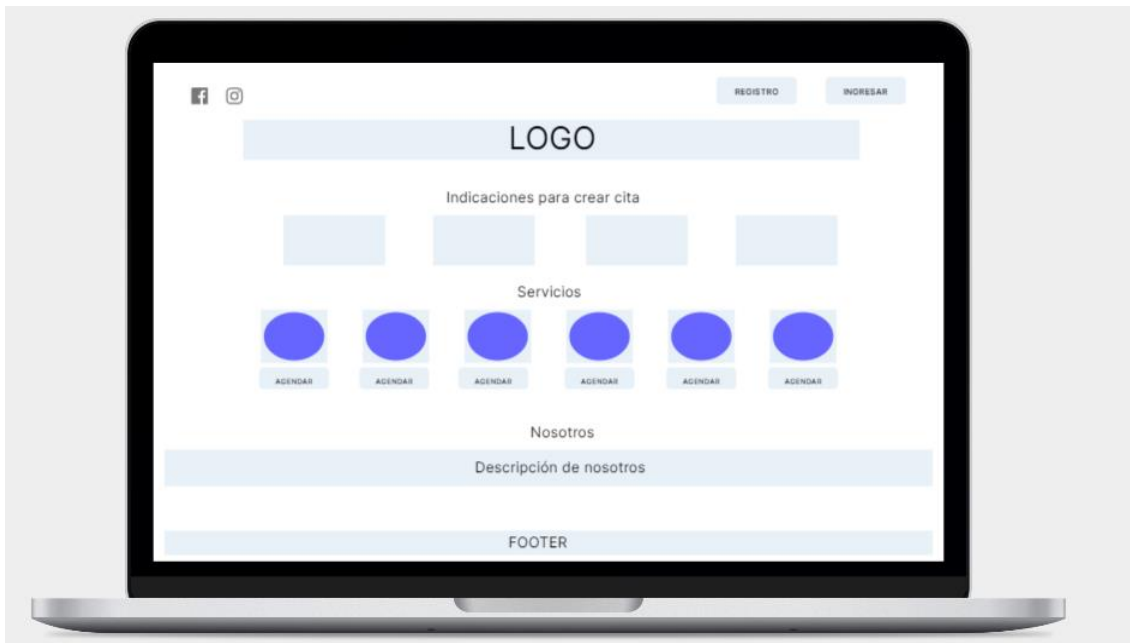 REGISTRO INGRESAR
LOGO
Indicaciones para crear cita
Servicios
AGENDAR AGENDAR AGENDAR AGENDAR AGENDAR AGENDAR
Nosotros
Descripción de nosotros
FOOTER